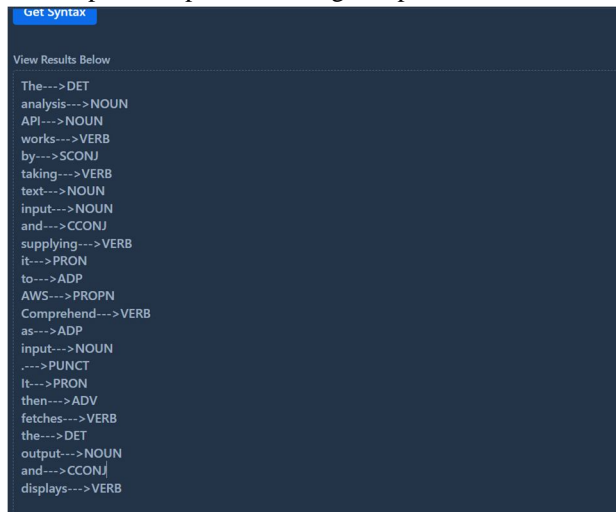 Get Syntax
View Results Below
The--->DET
analysis--->NOUN
API--->NOUN
works--->VERB
by--->SCONJ
taking--->VERB
text--->NOUN
input--->NOUN
and--->CCONJ
supplying--->VERB
it--->PRON
to--->ADP
AWS--->PROPN
Comprehend--->VERB
as--->ADP
input--->NOUN
.--->PUNCT
It--->PRON
then--->ADV
fetches--->VERB
the--->DET
output--->NOUN
and--->CCONJ
displays--->VERB